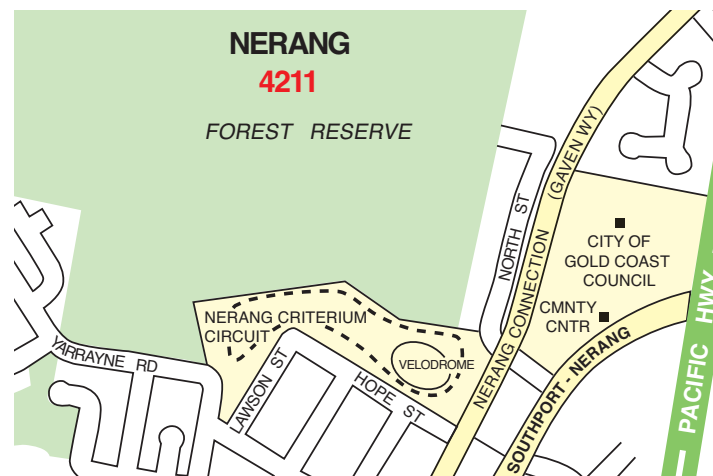 NERANG
4211
FOREST RESERVE
(GAVEN WY)
NORTH ST
CITY OF
GOLD COAST
COUNCIL
CMNTY
CNTR
NERANG CONNECTION
PACIFIC HWY
NERANG CRITERIUM
CIRCUIT
YARRAYNE RD
LAWSON ST
VELODROME
HOPE ST
SOUTHPORT - NERANG